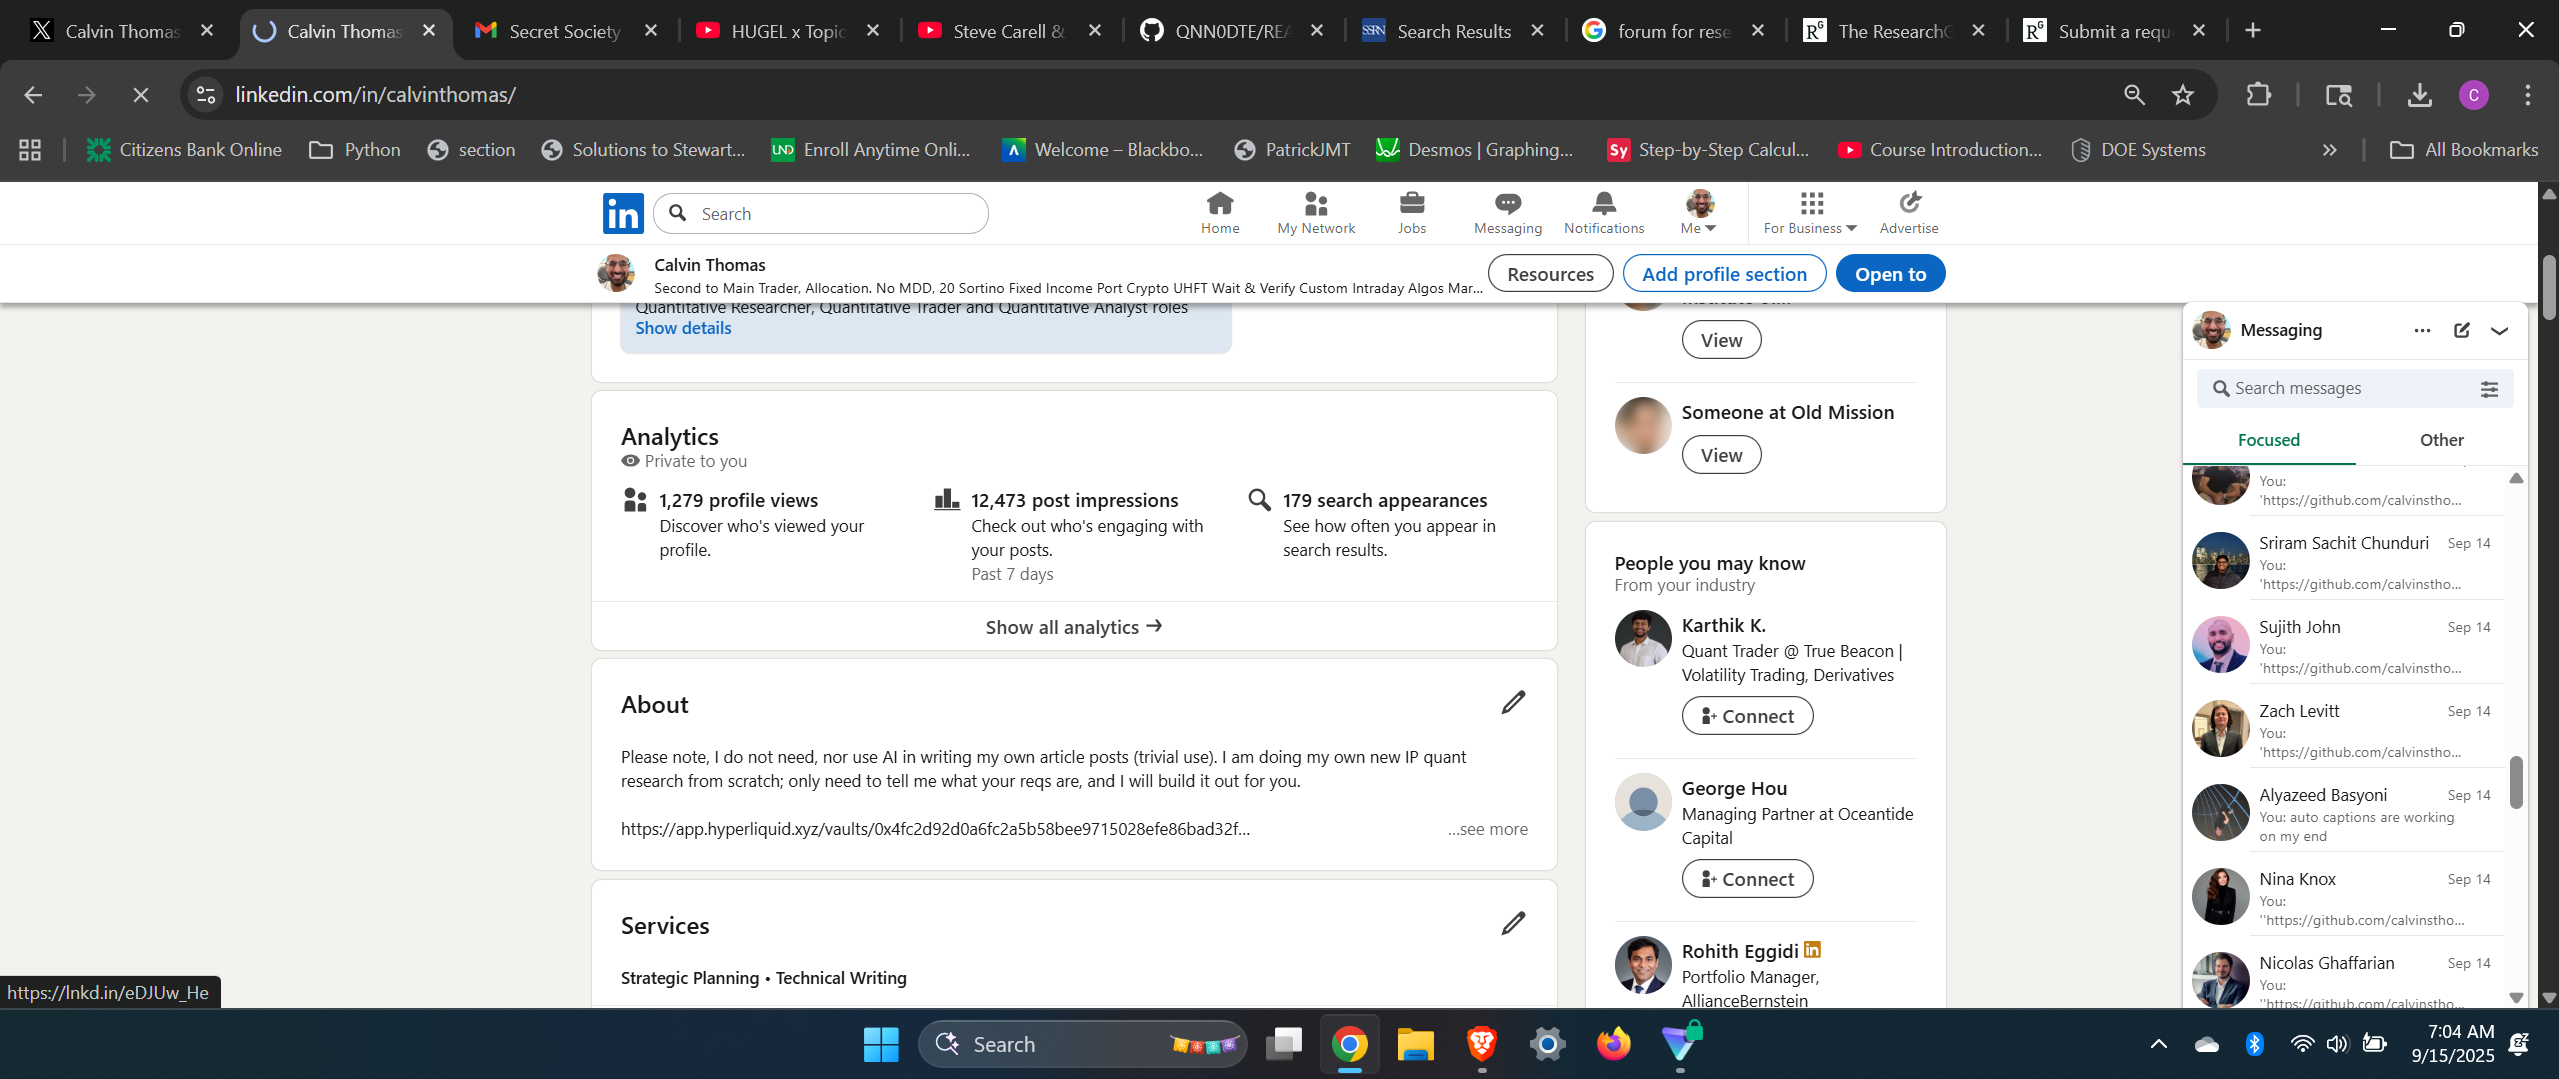 Calvin Thomas
Calvin Thomas
Secret Society
HUGEL x Topic
Steve Carell &
QNN0DTE/REA
Search Results
forum for rese
The ResearchG
Submit a requ
linkedin.com/in/calvinthomas/
C
Citizens Bank Online
Python
section
Solutions to Stewart...
Enroll Anytime Onli...
Welcome – Blackbo...
PatrickJMT
Desmos | Graphing...
Step-by-Step Calcul...
Course Introduction...
DOE Systems
All Bookmarks
in
Search
Home
My Network
Jobs
Messaging
Notifications
Me
For Business
Advertise
Calvin Thomas
Second to Main Trader, Allocation. No MDD, 20 Sortino Fixed Income Port Crypto UHFT Wait & Verify Custom Intraday Algos Mar...
Resources
Add profile section
Open to
Quantitative Researcher, Quantitative Trader and Quantitative Analyst roles
Show details
Analytics
Private to you
1,279 profile views
Discover who's viewed your
profile.
12,473 post impressions
Check out who's engaging with
your posts.
Past 7 days
179 search appearances
See how often you appear in
search results.
Show all analytics
About
Please note, I do not need, nor use AI in writing my own article posts (trivial use). I am doing my own new IP quant
research from scratch; only need to tell me what your reqs are, and I will build it out for you.
https://app.hyperliquid.xyz/vaults/0x4fc2d92d0a6fc2a5b58bee9715028efe86bad32f...
...see more
Services
Strategic Planning • Technical Writing
View
Someone at Old Mission
View
People you may know
From your industry
Karthik K.
Quant Trader @ True Beacon |
Volatility Trading, Derivatives
Connect
George Hou
Managing Partner at Oceantide
Capital
Connect
Rohith Eggidi
Portfolio Manager,
AllianceBernstein
Messaging
Search messages
Focused
Other
You:
'https://github.com/calvinstho...
Sriram Sachit Chunduri Sep 14
You:
'https://github.com/calvinstho...
Sujith John Sep 14
You:
'https://github.com/calvinstho...
Zach Levitt Sep 14
You:
'https://github.com/calvinstho...
Alyazeed Basyoni Sep 14
You: auto captions are working
on my end
Nina Knox Sep 14
You:
''https://github.com/calvinstho...
Nicolas Ghaffarian Sep 14
You:
''https://github.com/calvinstho...
https://lnkd.in/eDJUw_He
Search
7:04 AM
9/15/2025